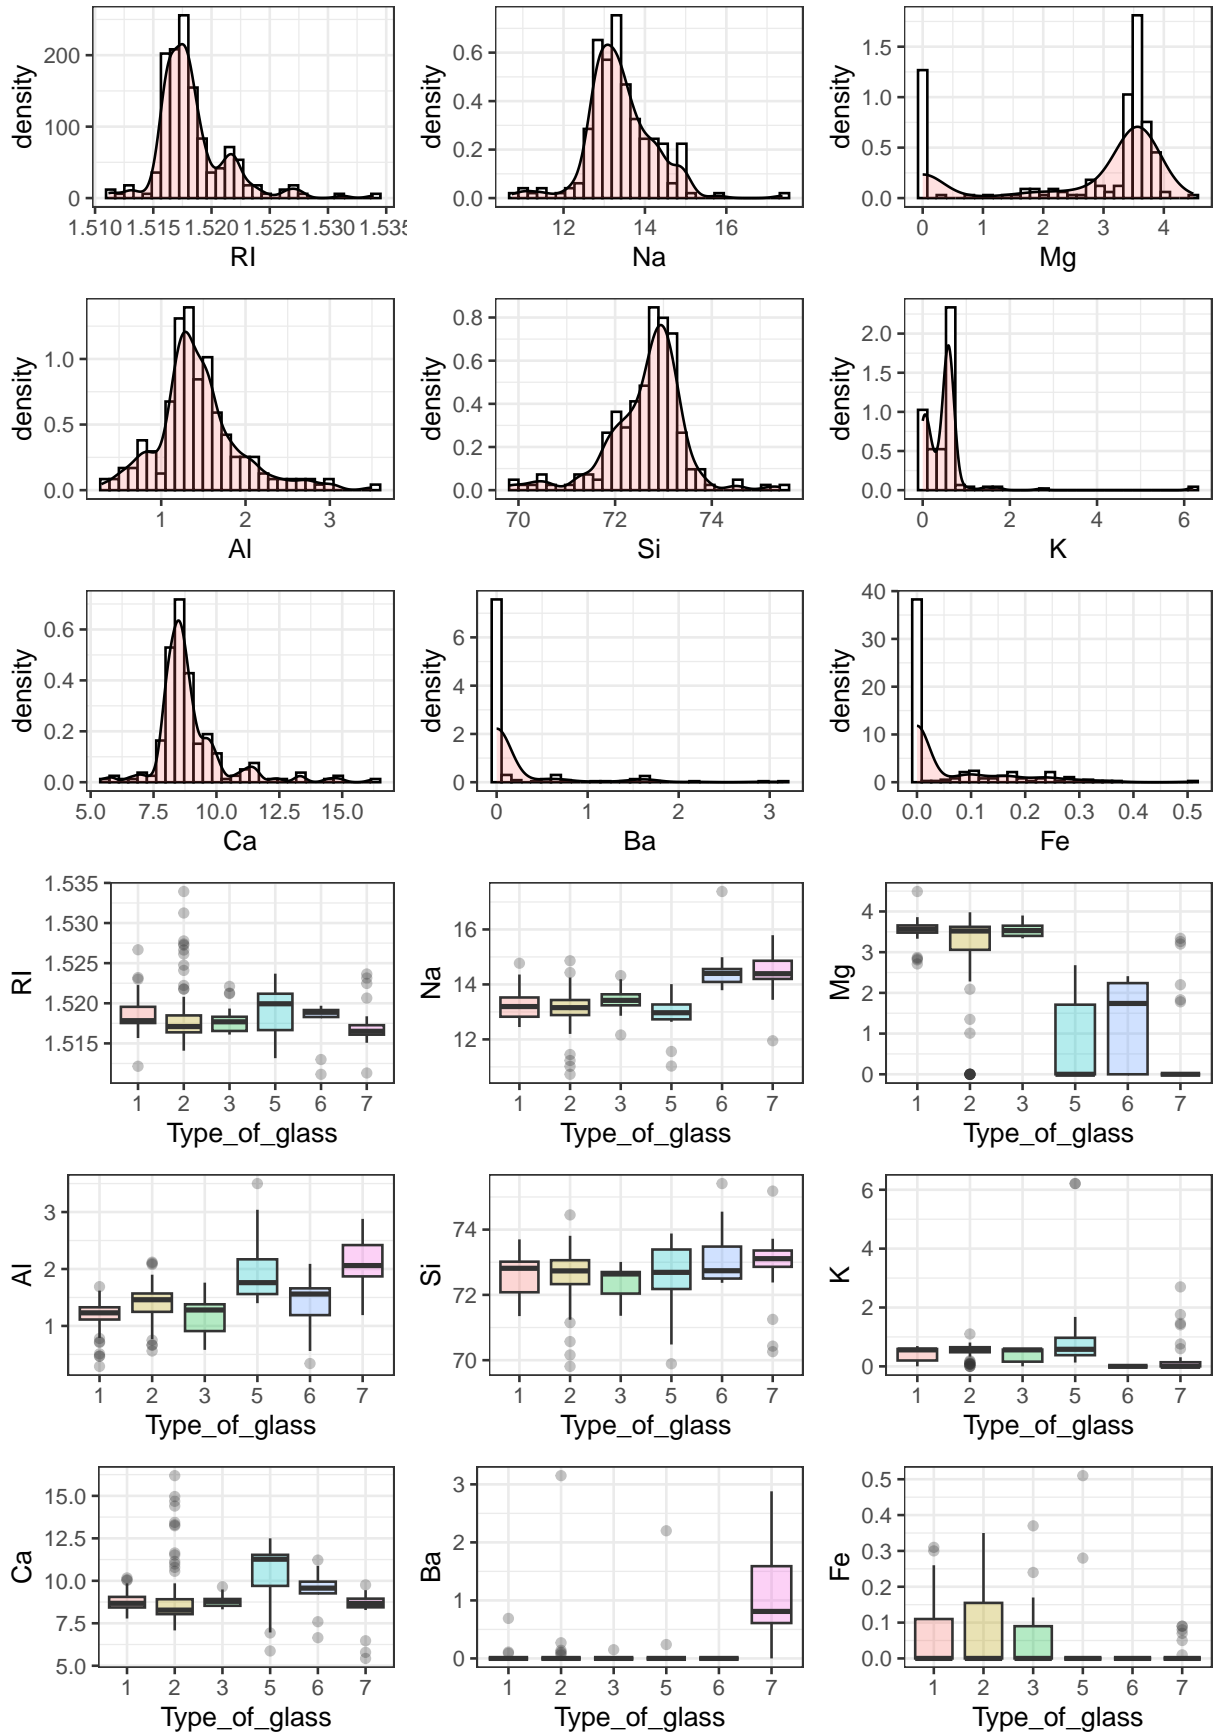 density
200
100
0
1.510 1.515 1.520 1.525 1.530 1.535
RI
density
0.6
0.4
0.2
0.0
12 14 16
Na
density
1.5
1.0
0.5
0.0
0 1 2 3 4
Mg
density
1.0
0.5
0.0
1 2 3
Al
density
0.8
0.6
0.4
0.2
0.0
70 72 74
Si
density
2.0
1.5
1.0
0.5
0.0
0 2 4 6
K
density
0.6
0.4
0.2
0.0
5.0 7.5 10.0 12.5 15.0
Ca
density
6
4
2
0
0 1 2 3
Ba
density
40
30
20
10
0
0.0 0.1 0.2 0.3 0.4 0.5
Fe
RI
1.535
1.530
1.525
1.520
1.515
1 2 3 5 6 7
Type_of_glass
Na
16
14
12
1 2 3 5 6 7
Type_of_glass
Mg
4
3
2
1
0
1 2 3 5 6 7
Type_of_glass
Al
3
2
1
1 2 3 5 6 7
Type_of_glass
Si
74
72
70
1 2 3 5 6 7
Type_of_glass
K
6
4
2
0
1 2 3 5 6 7
Type_of_glass
Ca
15.0
12.5
10.0
7.5
5.0
1 2 3 5 6 7
Type_of_glass
Ba
3
2
1
0
1 2 3 5 6 7
Type_of_glass
Fe
0.5
0.4
0.3
0.2
0.1
0.0
1 2 3 5 6 7
Type_of_glass